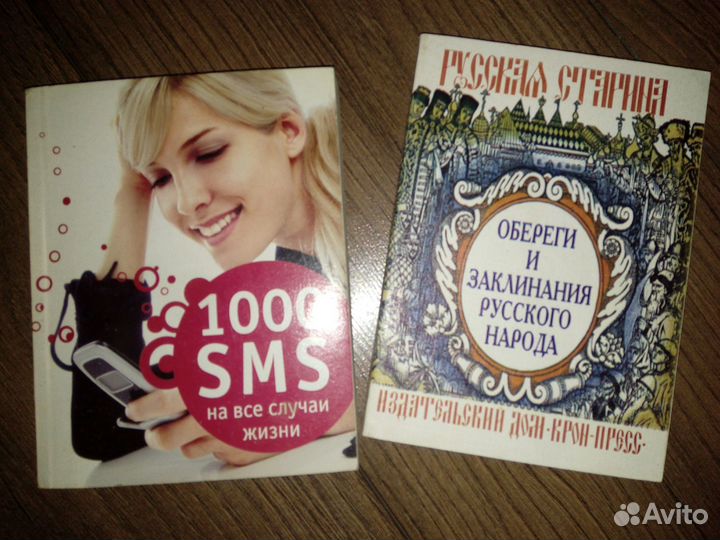 1000
SMS
на все случаи
жизни
РУССКАЯ СТАРИНА
ОБЕРЕГИ
И
ЗАКЛИНАНИЯ
РУССКОГО
НАРОДА
ИЗДАТЕЛЬСКИЙ ДОМ «КРОН-ПРЕСС»
Avito